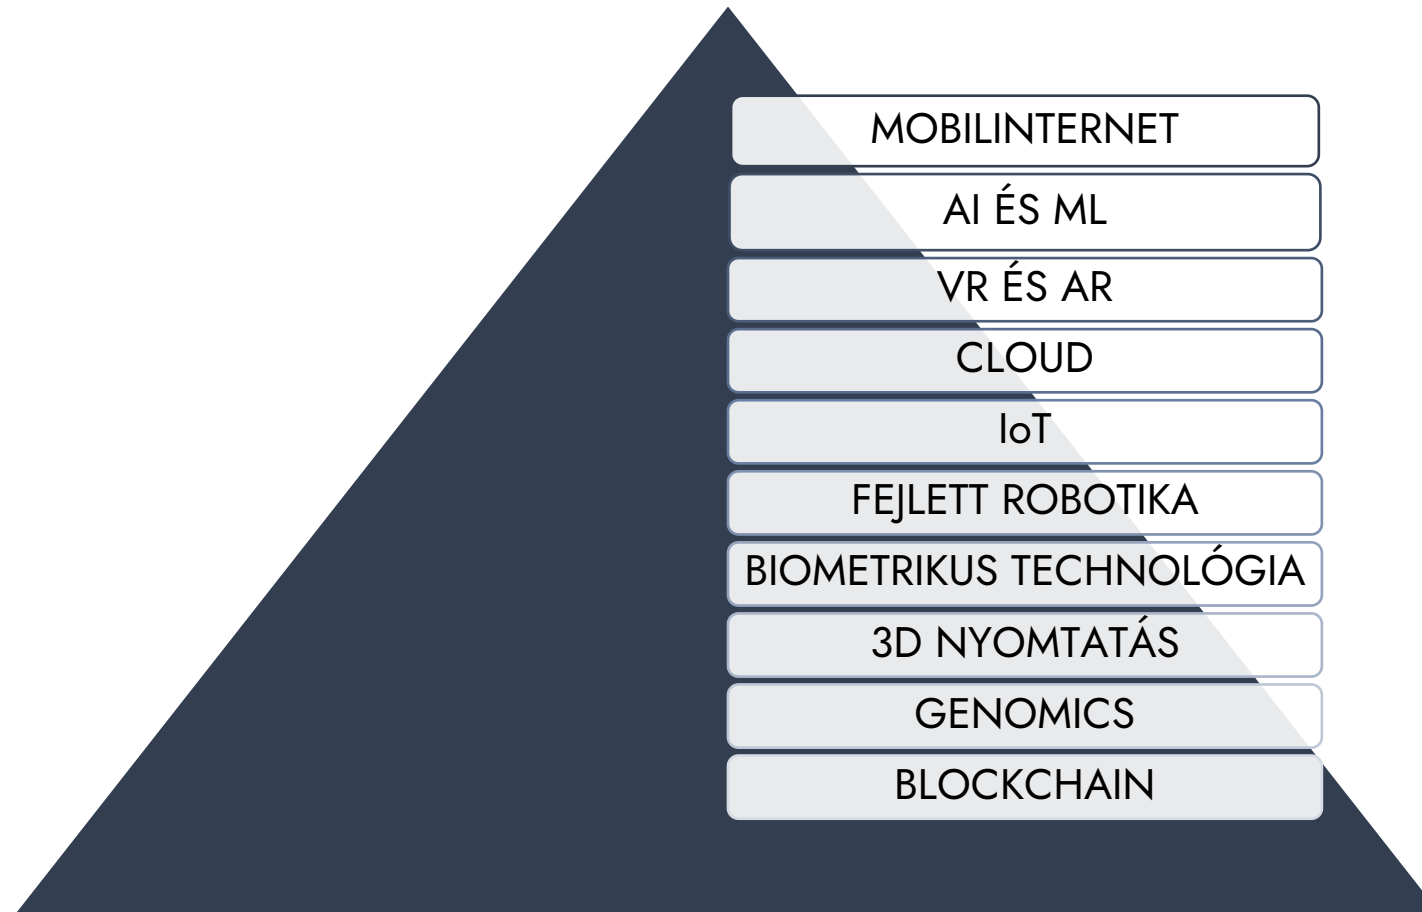 MOBILINTERNET
AI ÉS ML
VR ÉS AR
CLOUD
IoT
FEJLETT ROBOTIKA
BIOMETRIKUS TECHNOLÓGIA
3D NYOMTATÁS
GENOMICS
BLOCKCHAIN